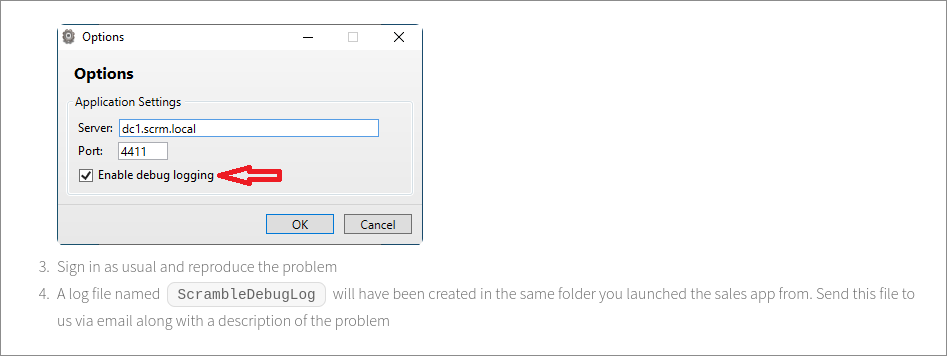 Options
Options
Application Settings
Server: dc1.scrm.local
Port: 4411
Enable debug logging
OK Cancel
3. Sign in as usual and reproduce the problem
4. A log file named ScrambleDebugLog will have been created in the same folder you launched the sales app from. Send this file to
us via email along with a description of the problem